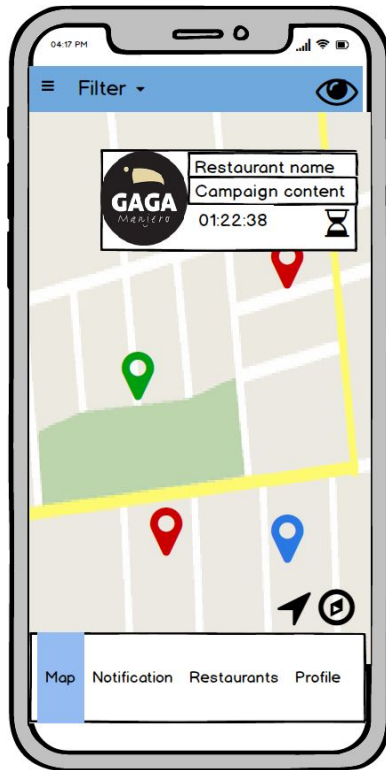 04:17 PM
Filter
Restaurant name
GAGA
Manjero
Campaign content
01:22:38
Map Notification Restaurants Profile